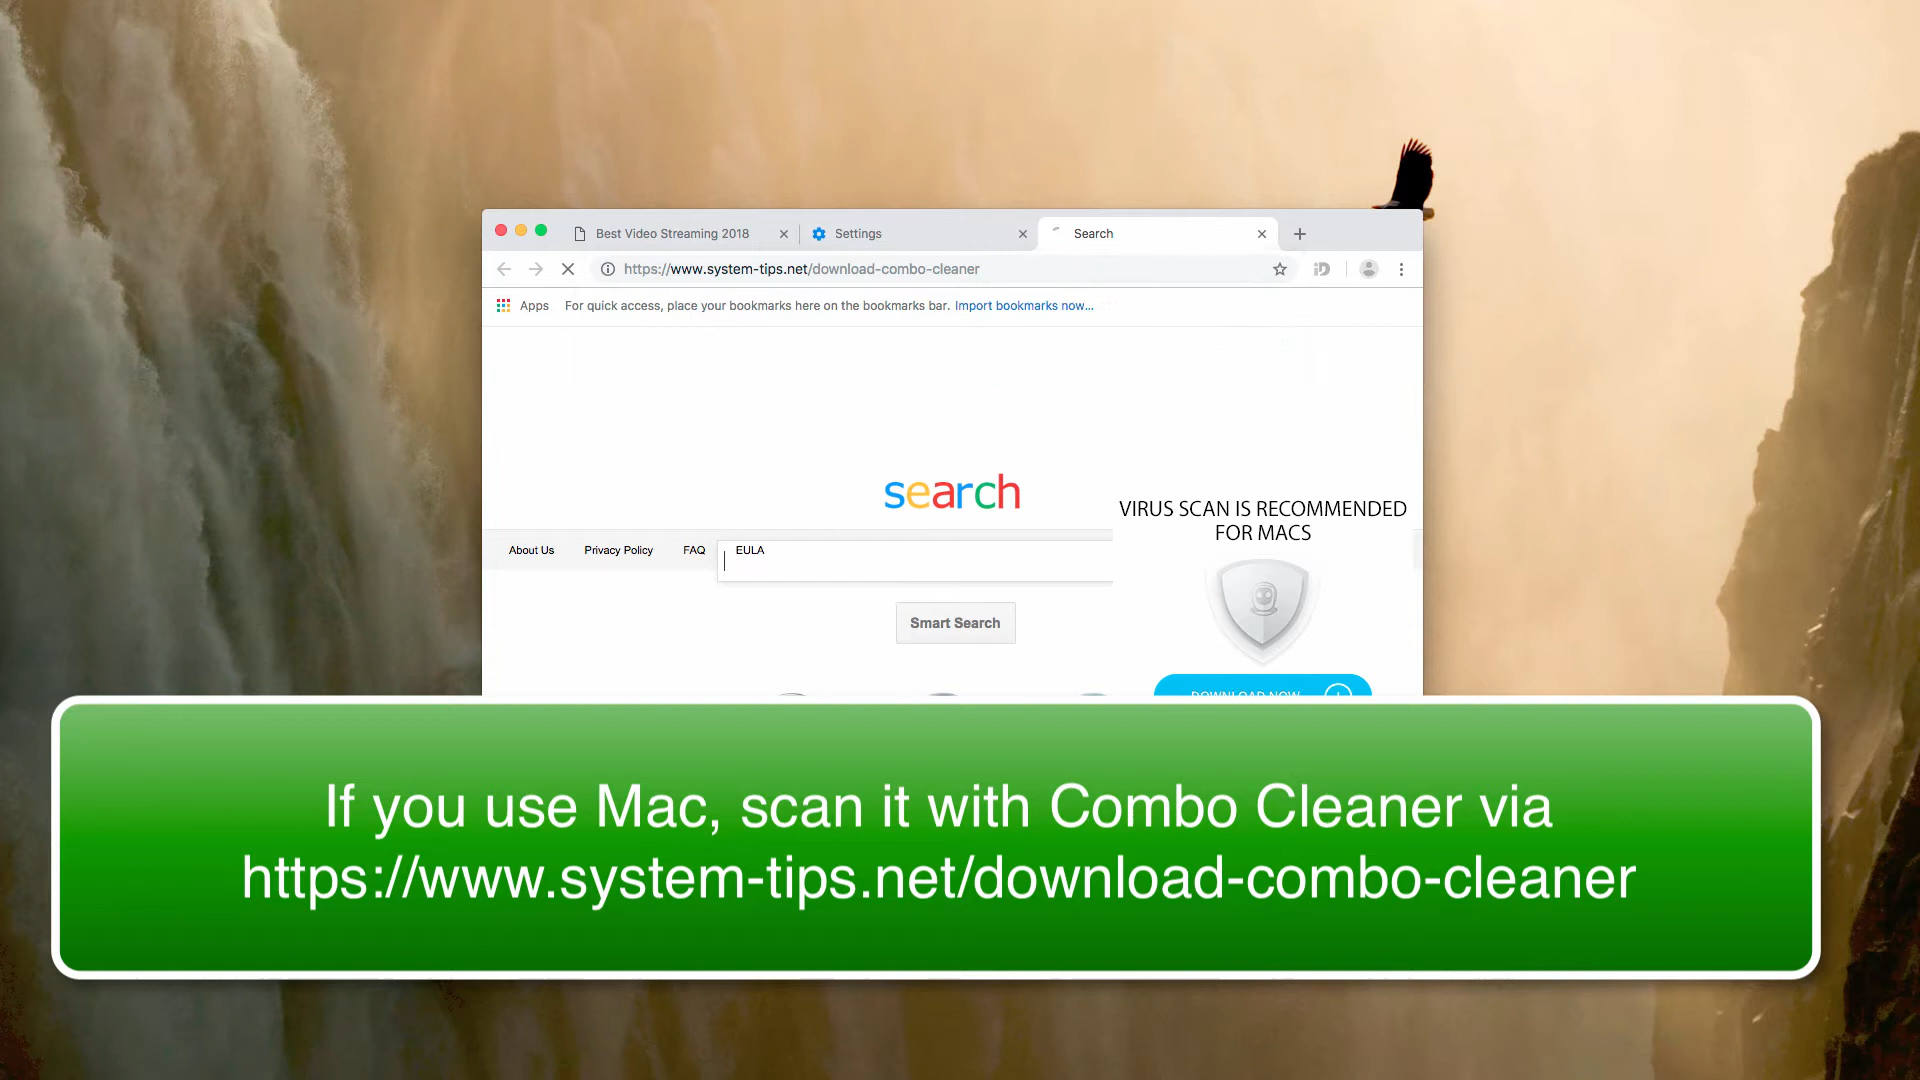 Best Video Streaming 2018
Settings
Search
https://www.system-tips.net/download-combo-cleaner
Apps
For quick access, place your bookmarks here on the bookmarks bar. Import bookmarks now...
search
VIRUS SCAN IS RECOMMENDED
FOR MACS
About Us Privacy Policy FAQ EULA
Smart Search
DOWNLOAD NOW
If you use Mac, scan it with Combo Cleaner via
https://www.system-tips.net/download-combo-cleaner